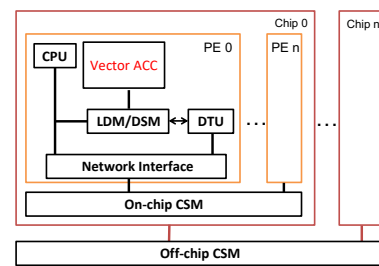 Chip 0
Chip n
PE 0
PE n
CPU
Vector ACC
LDM/DSM
DTU
...
...
Network Interface
On-chip CSM
Off-chip CSM